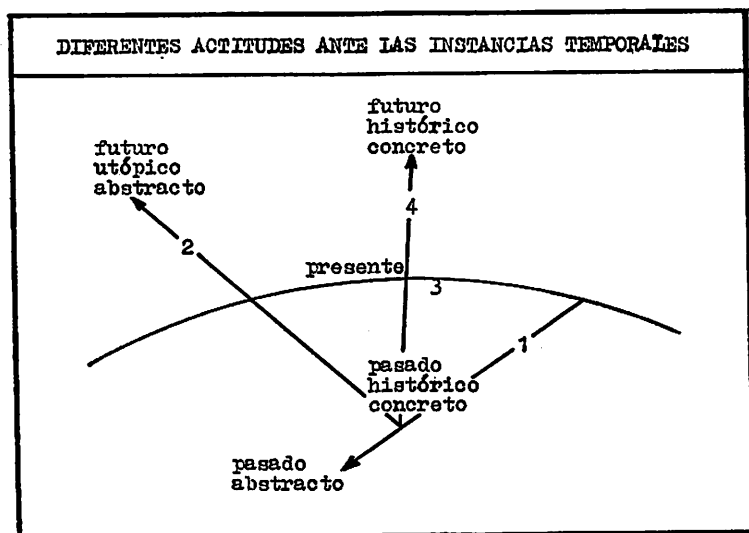 DIFERENTES ACTITUDES ANTE LAS INSTANCIAS TEMPORALES
futuro
histórico
concreto
futuro
utópico
abstracto
4
2
presente
3
1
pasado
histórico
concreto
pasado
abstracto